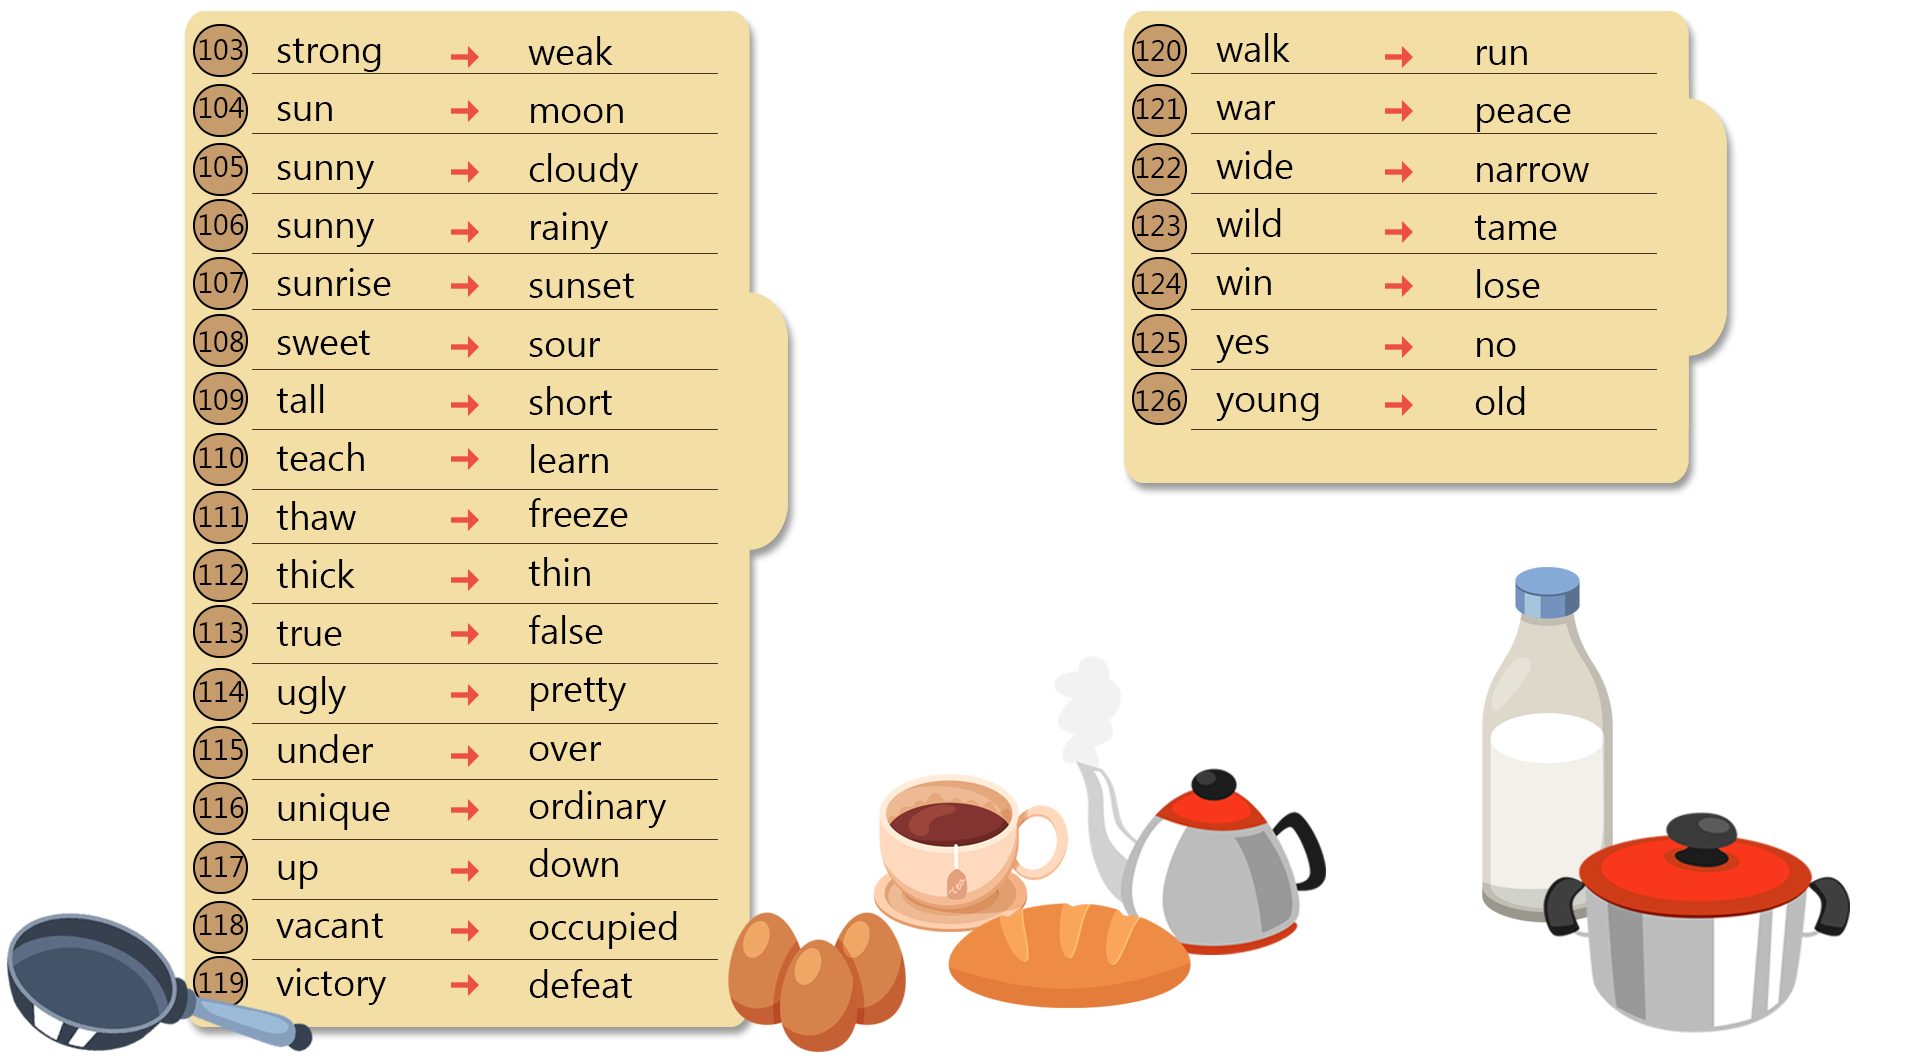 103 strong → weak
104 sun → moon
105 sunny → cloudy
106 sunny → rainy
107 sunrise → sunset
108 sweet → sour
109 tall → short
110 teach → learn
111 thaw → freeze
112 thick → thin
113 true → false
114 ugly → pretty
115 under → over
116 unique → ordinary
117 up → down
118 vacant → occupied
119 victory → defeat
120 walk → run
121 war → peace
122 wide → narrow
123 wild → tame
124 win → lose
125 yes → no
126 young → old
Tea